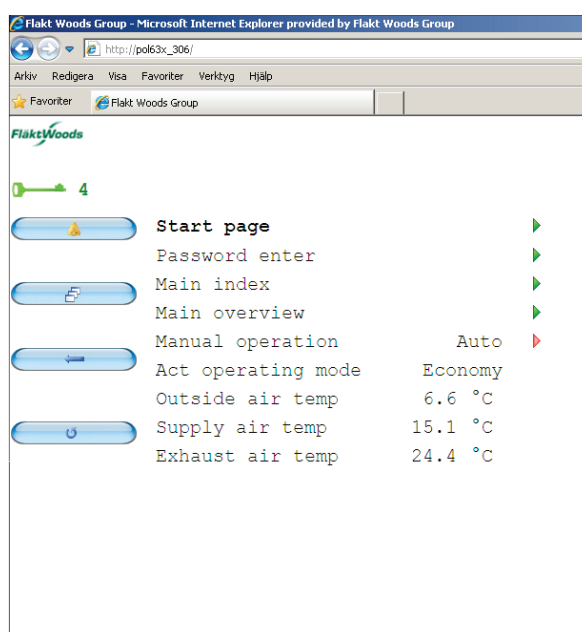 Flakt Woods Group - Microsoft Internet Explorer provided by Flakt Woods Group
http://pol63x_306/
Arkiv Redigera Visa Favoriter Verktyg Hjälp
Favoriter Flakt Woods Group
FläktWoods
4
Start page
Password enter
Main index
Main overview
Manual operation Auto
Act operating mode Economy
Outside air temp 6.6 °C
Supply air temp 15.1 °C
Exhaust air temp 24.4 °C